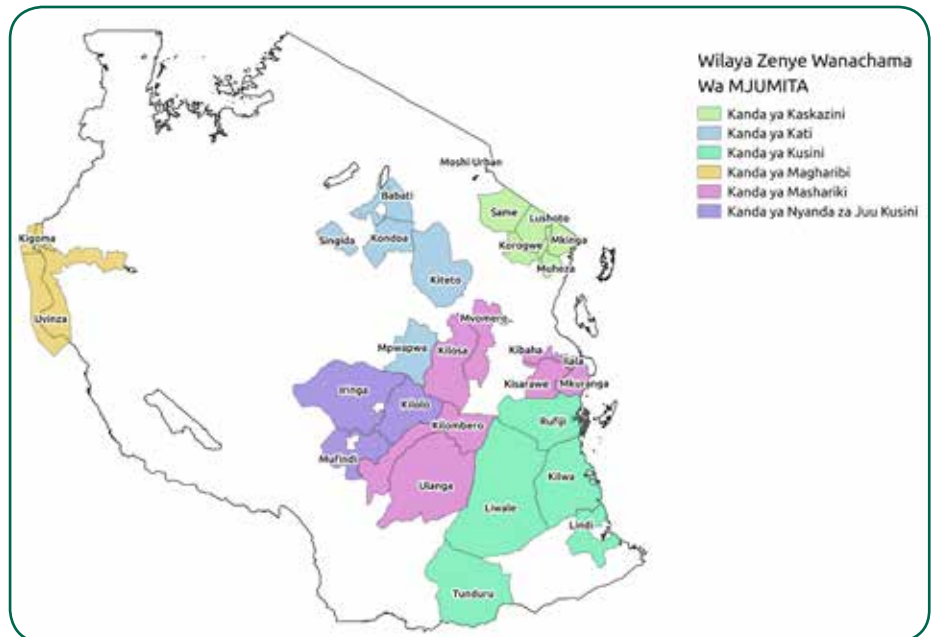 Wilaya Zenye Wanachama
Wa MJUMITA
Kanda ya Kaskazini
Kanda ya Kati
Kanda ya Kusini
Kanda ya Magharibi
Kanda ya Mashariki
Kanda ya Nyanda za Juu Kusini
Moshi Urban
Babati
Same
Lushoto
Singida
Kondoa
Korogwe
Mkinga
Kigoma
Muheza
Kiteto
Uvinza
Mvomero
Mpwapwa
Kilosa
Kibaha
Ilala
Iringa
Kisarawe
Mkuranga
Kilolo
Kilombero
Rufiji
Mufindi
Ulanga
Kilwa
Liwale
Lindi
Tunduru